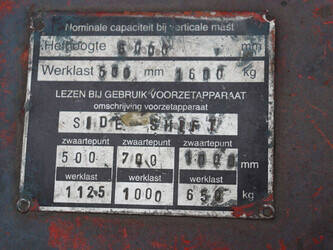 Nominale capaciteit bij verticale mast
Hefhoogte 6000 mm
Werklast 500 mm 1600 kg
LEZEN BIJ GEBRUIK VOORZETAPPARAAT
omschrijving voorzetapparaat
SIDE SHIFT
zwaartepunt zwaartepunt zwaartepunt
500 700 1000 mm
werklast werklast werklast
1125 1000 650 kg